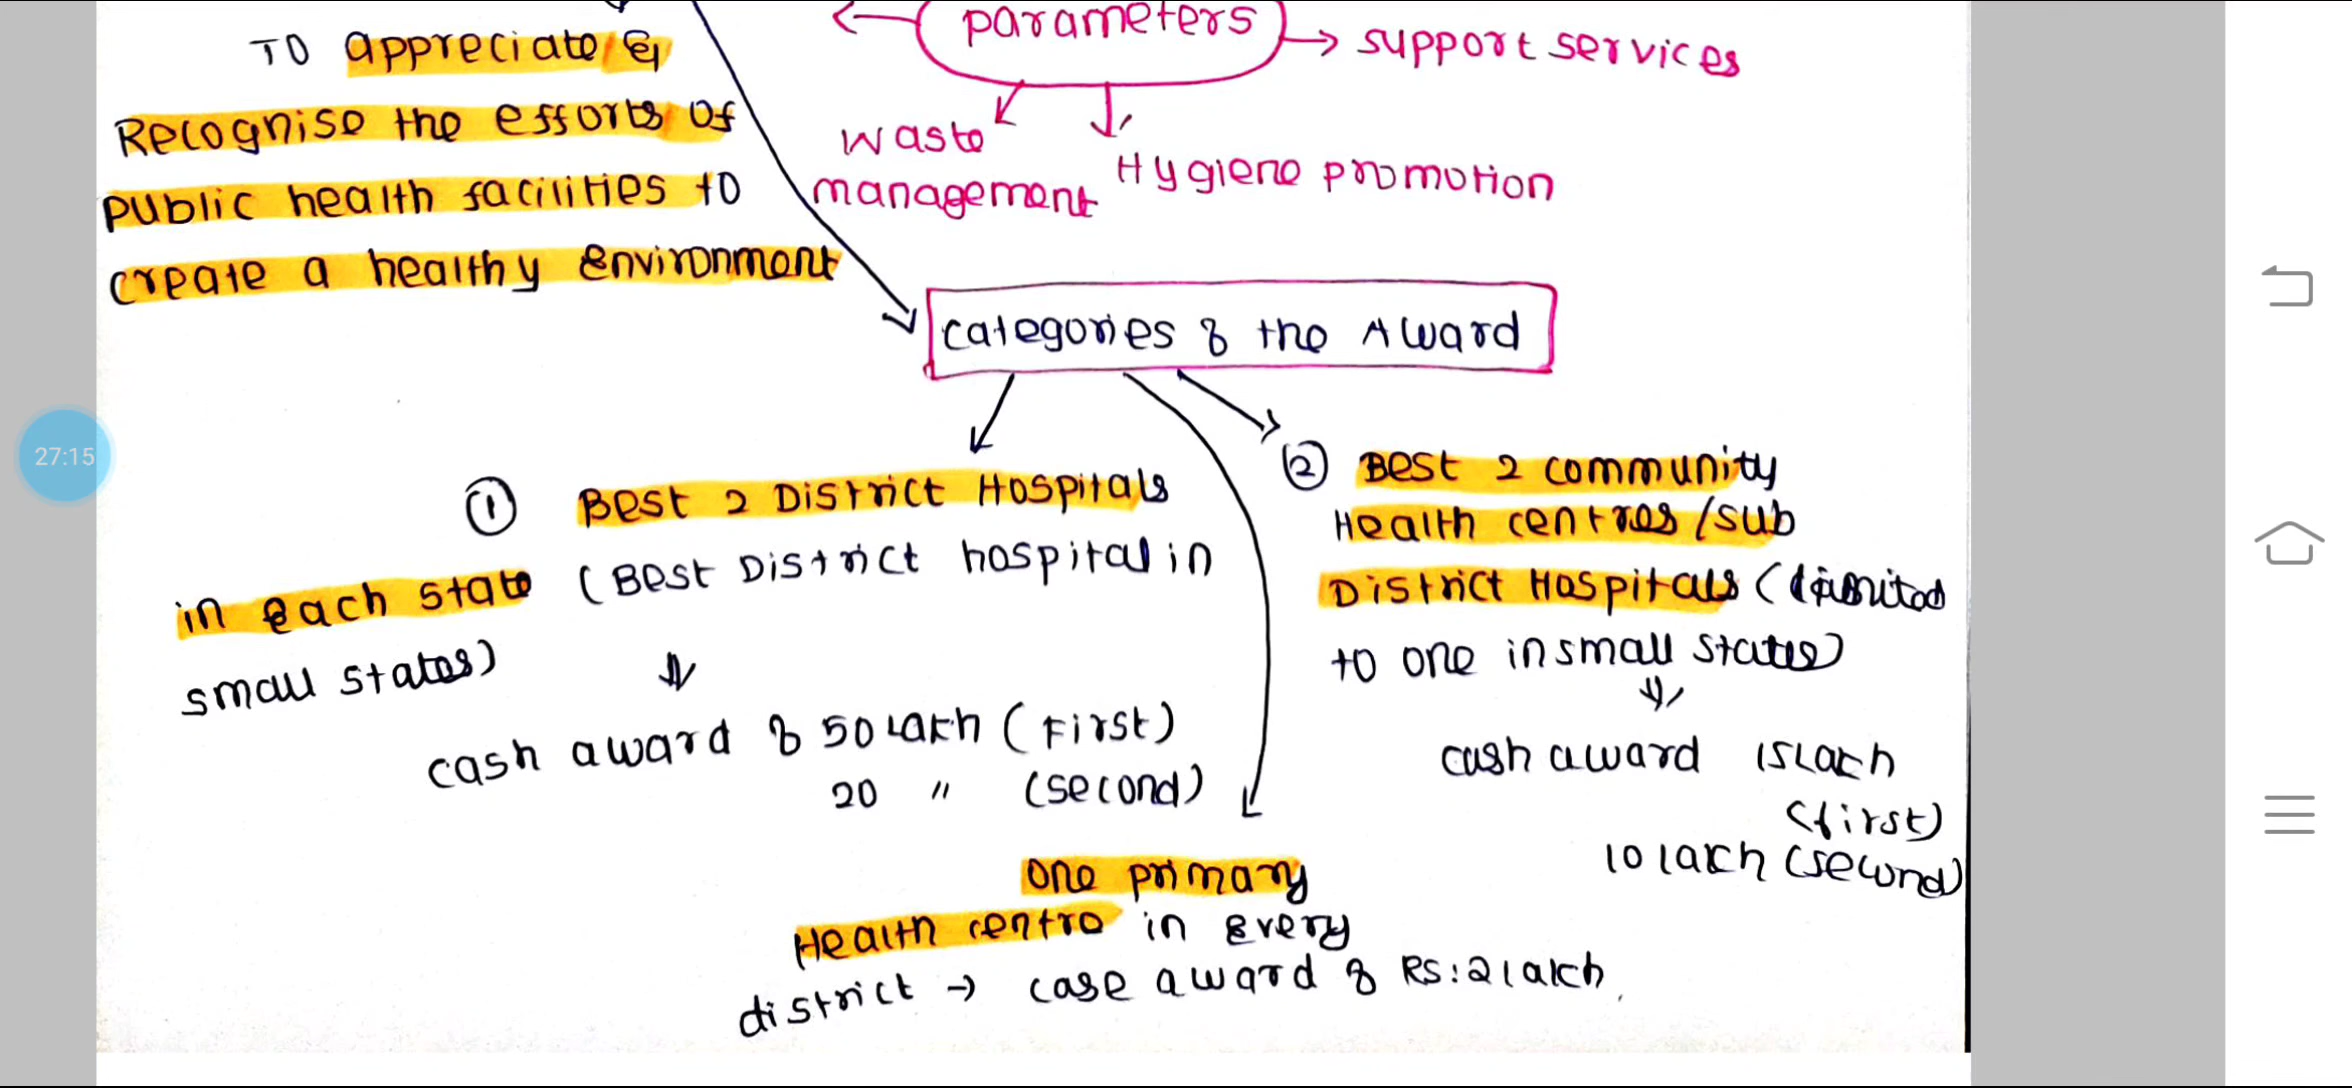 parameters
support services
TO appreciate &
Recognise the efforts of
public health facilities to
create a healthy environment
waste
management
Hygiene promotion
categories of the Award
① Best 2 District Hospitals
in each state (Best District hospital in
small states)
cash award of 50 Lakh (First)
20 " (second)
② Best 2 community
Health centres /sub
District Hospitals (limited
to one in small states)
cash award 15 Lach
(first)
10 lakh (second)
one primary
Health centre in Every
district → case award of RS: 2 lakh
27:15